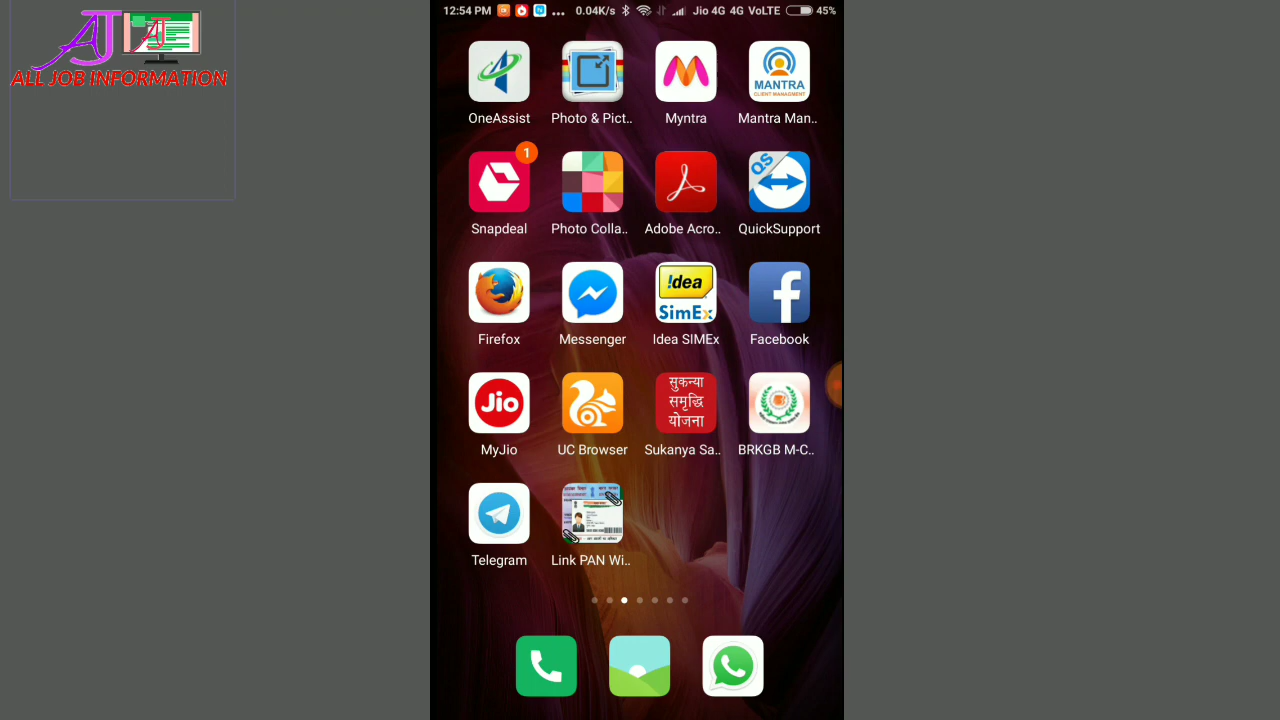 AJ
ALL JOB INFORMATION
12:54 PM ... 0.04K/s Jio 4G 4G VoLTE 45%
MANTRA
CLIENT MANAGMENT
OneAssist Photo & Pict.. Myntra Mantra Man..
1
QS
Snapdeal Photo Colla.. Adobe Acro.. QuickSupport
!dea
SimEx
Firefox Messenger Idea SIMEx Facebook
Jio
सुकन्या
समृद्धि
योजना
MyJio UC Browser Sukanya Sa.. BRKGB M-C..
Telegram Link PAN Wi..